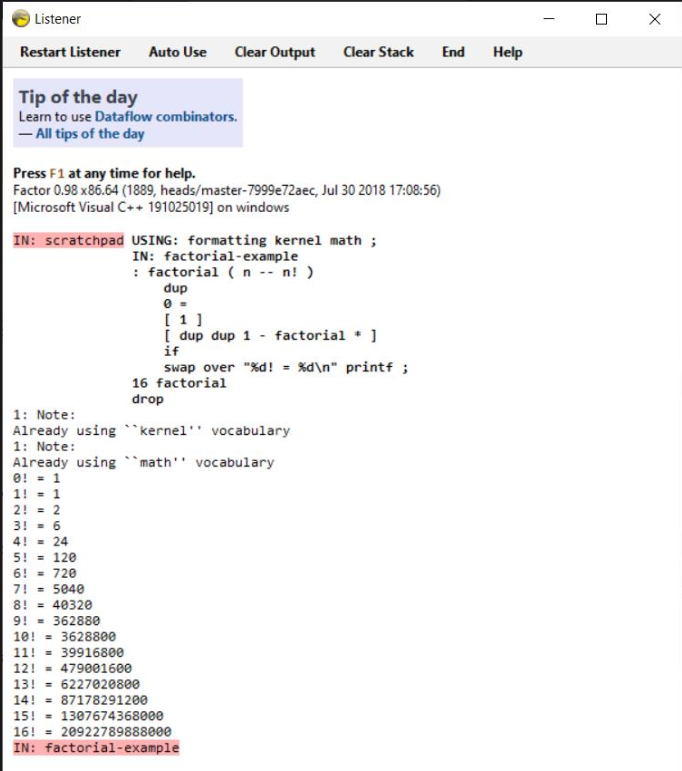 Listener
Restart Listener Auto Use Clear Output Clear Stack End Help
Tip of the day
Learn to use Dataflow combinators.
— All tips of the day
Press F1 at any time for help.
Factor 0.98 x86.64 (1889, heads/master-7999e72aec, Jul 30 2018 17:08:56)
[Microsoft Visual C++ 191025019] on windows
IN: scratchpad USING: formatting kernel math ;
IN: factorial-example
: factorial ( n -- n! )
dup
0 =
[ 1 ]
[ dup dup 1 - factorial * ]
if
swap over "%d! = %d\n" printf ;
16 factorial
drop
1: Note:
Already using ``kernel'' vocabulary
1: Note:
Already using ``math'' vocabulary
0! = 1
1! = 1
2! = 2
3! = 6
4! = 24
5! = 120
6! = 720
7! = 5040
8! = 40320
9! = 362880
10! = 3628800
11! = 39916800
12! = 479001600
13! = 6227020800
14! = 87178291200
15! = 1307674368000
16! = 20922789888000
IN: factorial-example